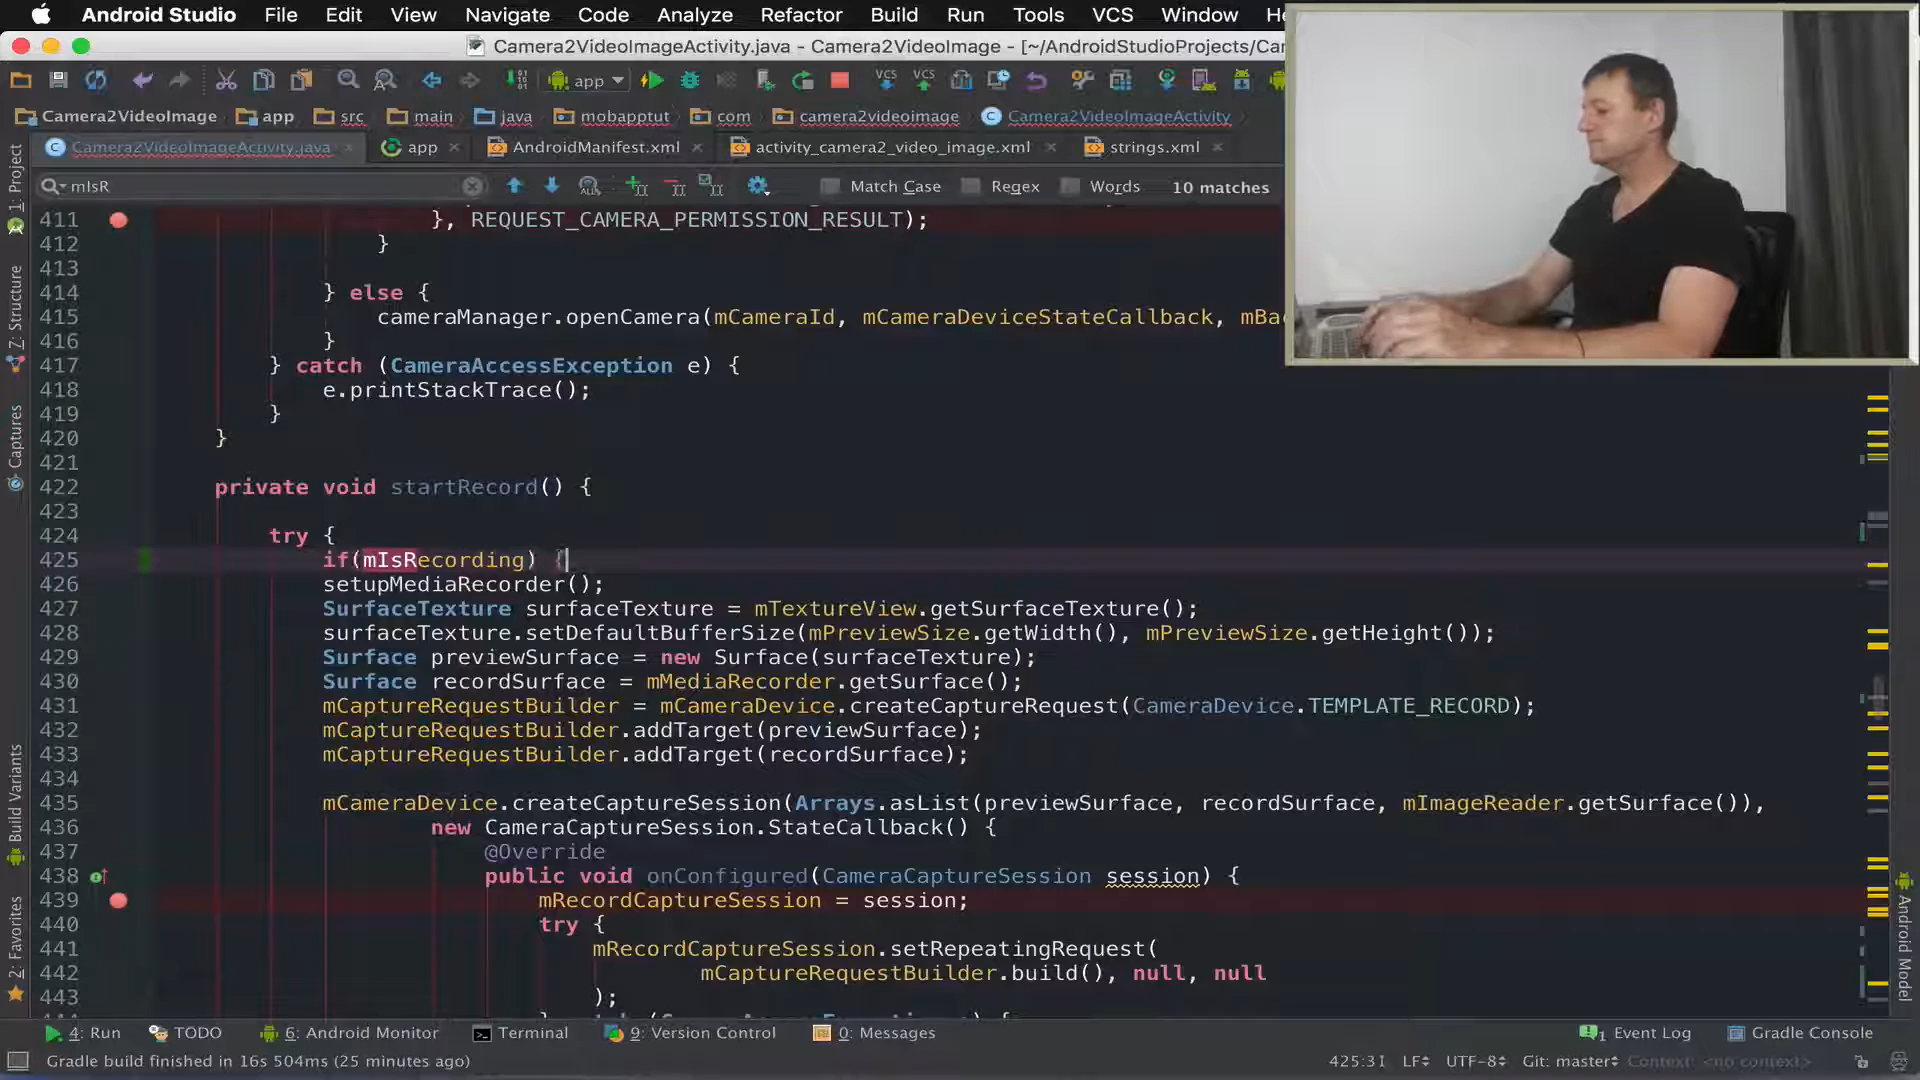 Android Studio File Edit View Navigate Code Analyze Refactor Build Run Tools VCS Window
Camera2VideoImageActivity.java - Camera2VideoImage - [~/AndroidStudioProjects/Ca
app VCS VCS
Camera2VideoImage app src main java mobapptut com camera2videoimage Camera2VideoImageActivity
Camera2VideoImageActivity.java app AndroidManifest.xml activity_camera2_video_image.xml strings.xml
mIsR Match Case Regex Words 10 matches
411 }, REQUEST_CAMERA_PERMISSION_RESULT);
412 }
413
414 } else {
415 cameraManager.openCamera(mCameraId, mCameraDeviceStateCallback, mBa
416 }
417 } catch (CameraAccessException e) {
418 e.printStackTrace();
419 }
420 }
421
422 private void startRecord() {
423
424 try {
425 if(mIsRecording) {
426 setupMediaRecorder();
427 SurfaceTexture surfaceTexture = mTextureView.getSurfaceTexture();
428 surfaceTexture.setDefaultBufferSize(mPreviewSize.getWidth(), mPreviewSize.getHeight());
429 Surface previewSurface = new Surface(surfaceTexture);
430 Surface recordSurface = mMediaRecorder.getSurface();
431 mCaptureRequestBuilder = mCameraDevice.createCaptureRequest(CameraDevice.TEMPLATE_RECORD);
432 mCaptureRequestBuilder.addTarget(previewSurface);
433 mCaptureRequestBuilder.addTarget(recordSurface);
434
435 mCameraDevice.createCaptureSession(Arrays.asList(previewSurface, recordSurface, mImageReader.getSurface()),
436 new CameraCaptureSession.StateCallback() {
437 @Override
438 public void onConfigured(CameraCaptureSession session) {
439 mRecordCaptureSession = session;
440 try {
441 mRecordCaptureSession.setRepeatingRequest(
442 mCaptureRequestBuilder.build(), null, null
443 );
1: Project
7: Structure
Captures
Build Variants
2: Favorites
Android Model
4: Run TODO 6: Android Monitor Terminal 9: Version Control 0: Messages 1 Event Log Gradle Console
Gradle build finished in 16s 504ms (25 minutes ago) 425:31 LF UTF-8 Git: master Context: <no context>